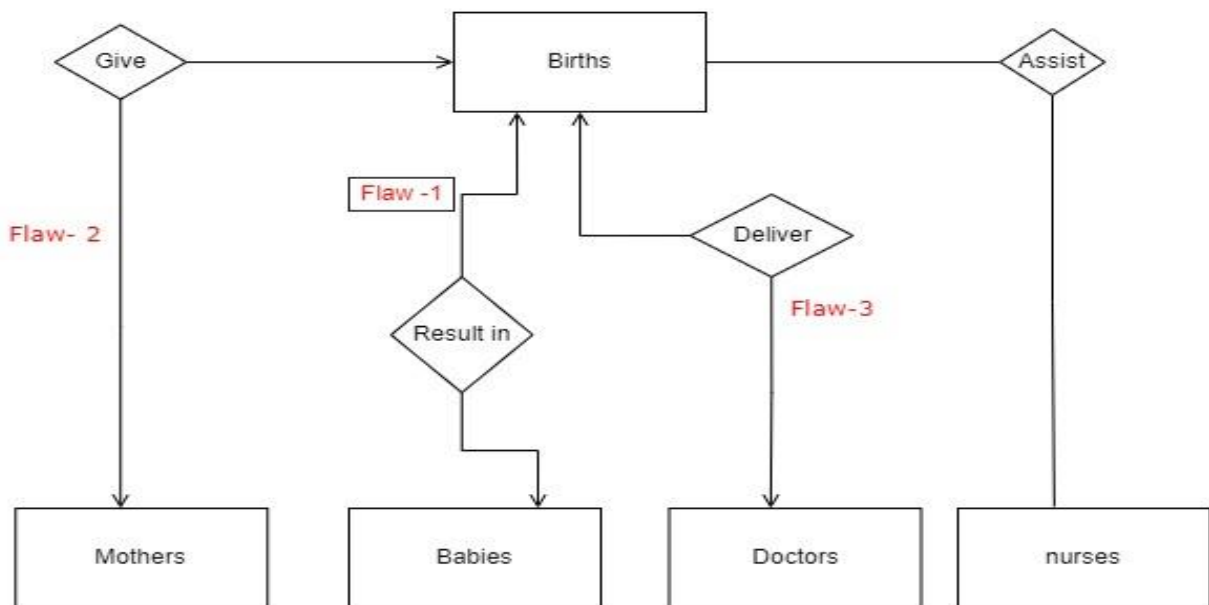 Give
Births
Assist
Flaw -1
Flaw- 2
Deliver
Flaw-3
Result in
Mothers
Babies
Doctors
nurses